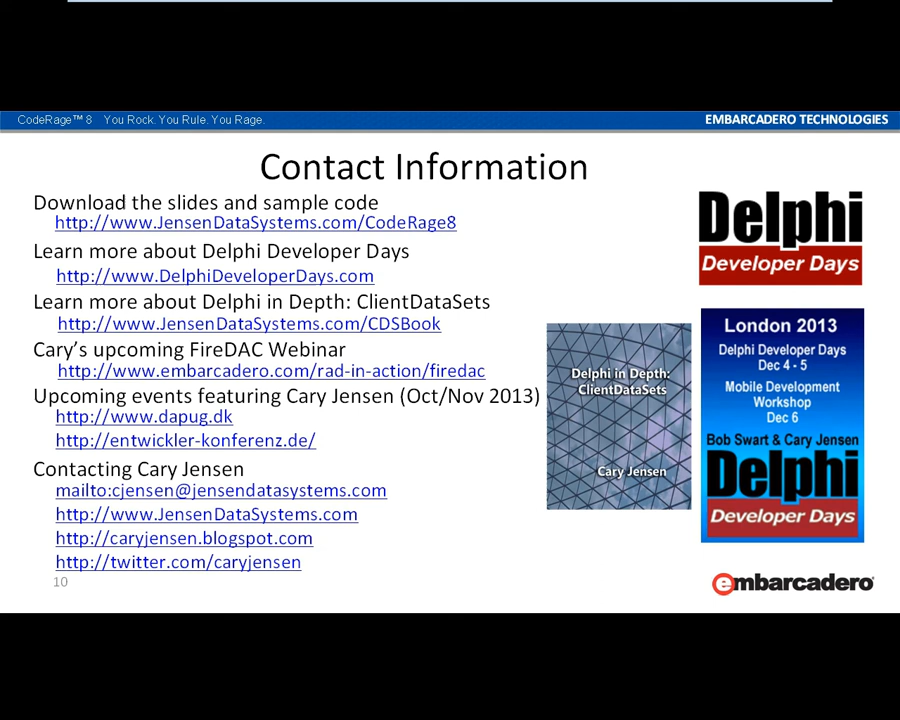 CodeRage™ 8 You Rock. You Rule. You Rage.
EMBARCADERO TECHNOLOGIES
Contact Information
Download the slides and sample code
http://www.JensenDataSystems.com/CodeRage8
Learn more about Delphi Developer Days
http://www.DelphiDeveloperDays.com
Learn more about Delphi in Depth: ClientDataSets
http://www.JensenDataSystems.com/CDSBook
Cary's upcoming FireDAC Webinar
http://www.embarcadero.com/rad-in-action/firedac
Upcoming events featuring Cary Jensen (Oct/Nov 2013)
http://www.dapug.dk
http://entwickler-konferenz.de/
Contacting Cary Jensen
mailto:cjensen@jensendatasystems.com
http://www.JensenDataSystems.com
http://caryjensen.blogspot.com
http://twitter.com/caryjensen
10
Delphi
Developer Days
Delphi in Depth:
ClientDataSets
Cary Jensen
London 2013
Delphi Developer Days
Dec 4 - 5
Mobile Development
Workshop
Dec 6
Bob Swart & Cary Jensen
Delphi
Developer Days
embarcadero